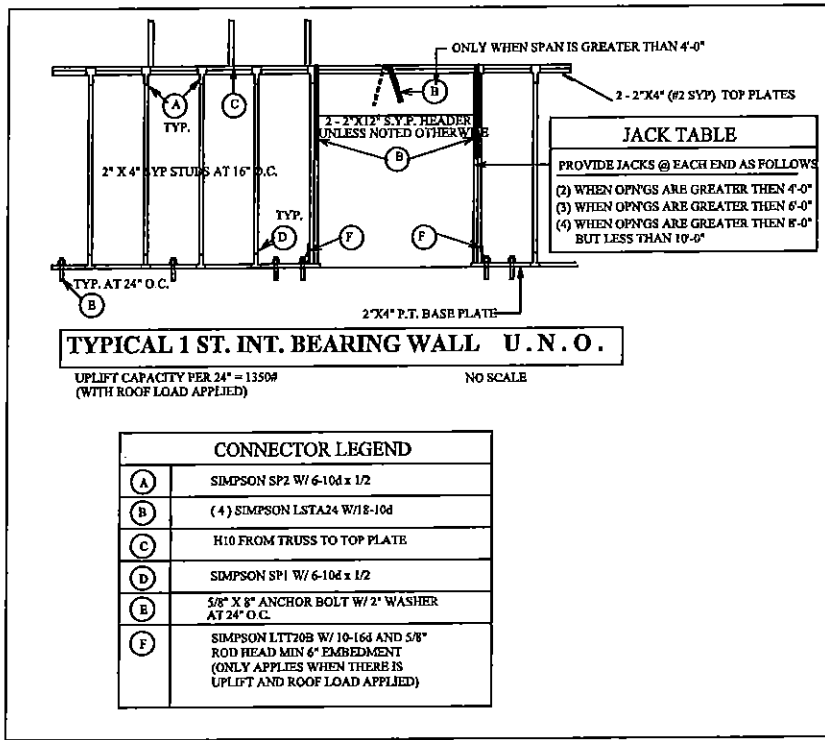 ONLY WHEN SPAN IS GREATER THAN 4'-0"
B
A
TYP.
C
2 - 2"X4" (#2 SYP) TOP PLATES
2 - 2"X12" S.Y.P. HEADER
UNLESS NOTED OTHERWISE
B
JACK TABLE
PROVIDE JACKS @ EACH END AS FOLLOWS
(2) WHEN OPN'GS ARE GREATER THEN 4'-0"
(3) WHEN OPN'GS ARE GREATER THEN 6'-0"
(4) WHEN OPN'GS ARE GREATER THEN 8'-0"
BUT LESS THAN 10'-0"
2" X 4" SYP STUDS AT 16" O.C.
TYP.
D
F
F
TYP. AT 24" O.C.
E
2"X4" P.T. BASE PLATE
TYPICAL 1 ST. INT. BEARING WALL U.N.O.
UPLIFT CAPACITY PER 24" = 1350#
(WITH ROOF LOAD APPLIED)
NO SCALE
CONNECTOR LEGEND
A SIMPSON SP2 W/ 6-10d x 1/2
B (4) SIMPSON LSTA24 W/18-10d
C H10 FROM TRUSS TO TOP PLATE
D SIMPSON SP1 W/ 6-10d x 1/2
E 5/8" X 8" ANCHOR BOLT W/ 2" WASHER
AT 24" O.C.
F SIMPSON LTT20B W/ 10-16d AND 5/8"
ROD HEAD MIN 6" EMBEDMENT
(ONLY APPLIES WHEN THERE IS
UPLIFT AND ROOF LOAD APPLIED)